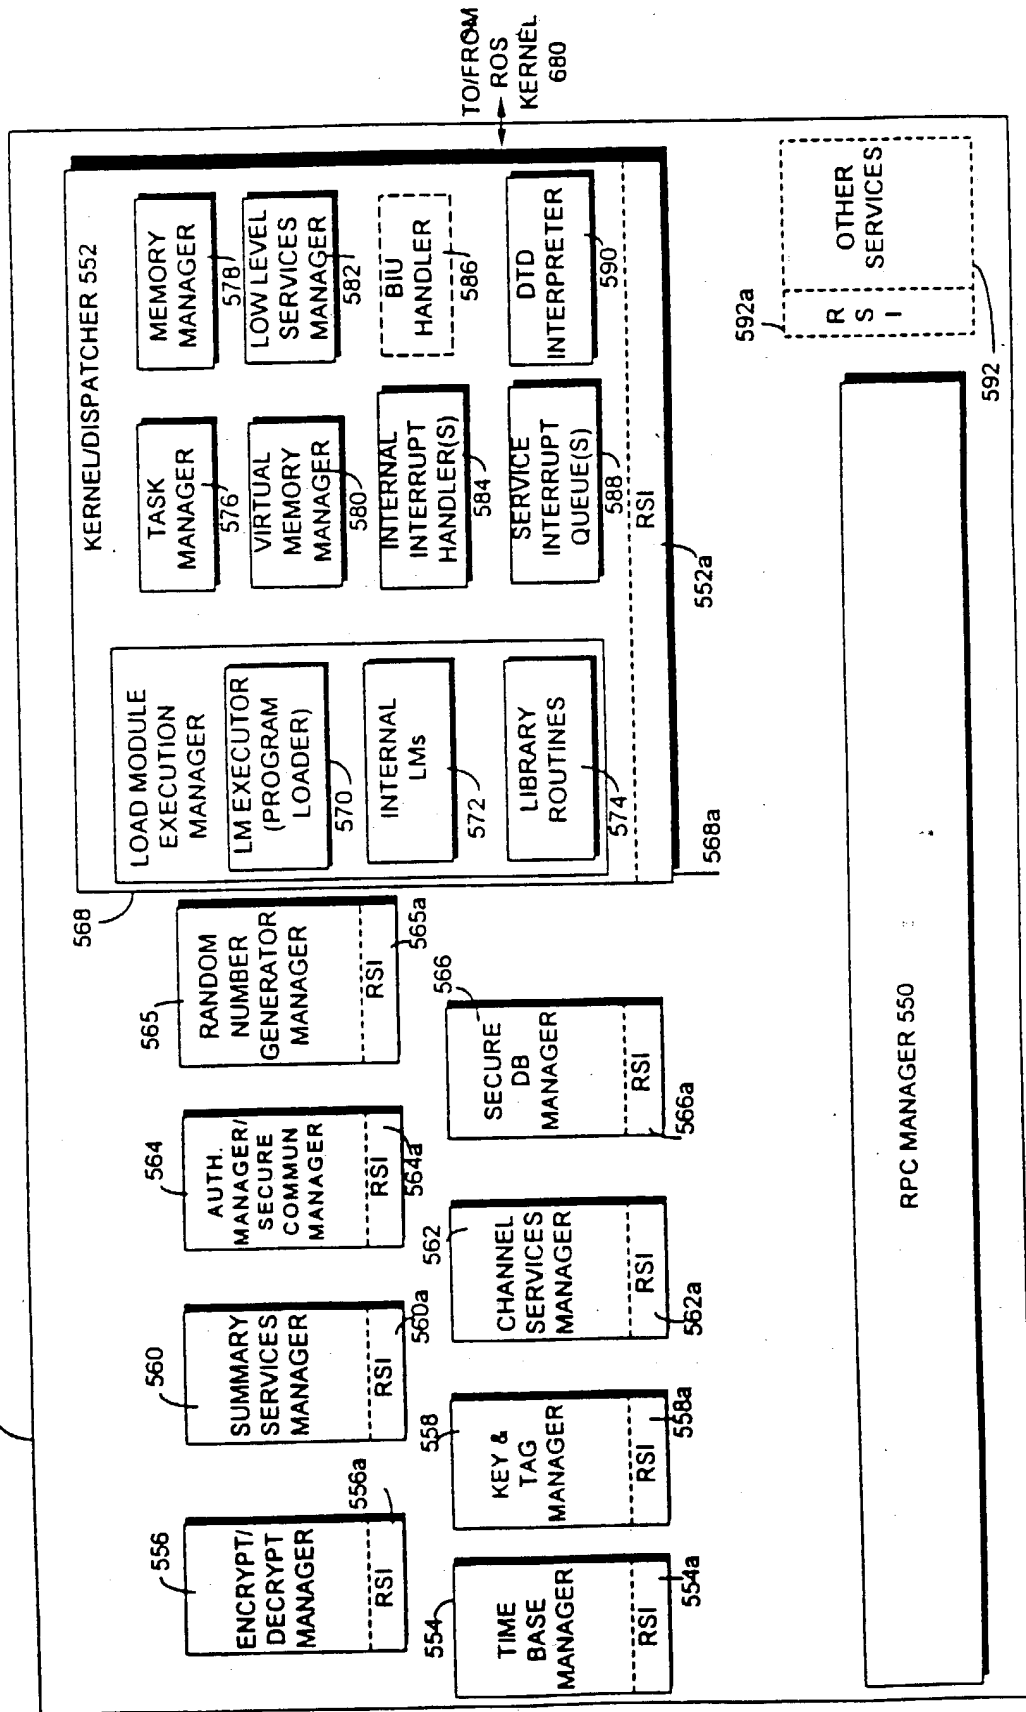 KERNEL/DISPATCHER 552
TO/FROM
ROS
KERNEL
680
568
LOAD MODULE
EXECUTION
MANAGER
LM EXECUTOR
(PROGRAM
LOADER)
570
INTERNAL
LMs
572
LIBRARY
ROUTINES
574
568a
TASK
MANAGER
576
MEMORY
MANAGER
578
VIRTUAL
MEMORY
MANAGER
580
LOW LEVEL
SERVICES
MANAGER
582
INTERNAL
INTERRUPT
HANDLER(S)
584
BIU
HANDLER
586
SERVICE
INTERRUPT
QUEUE(S)
588
DTD
INTERPRETER
590
RSI
552a
556
ENCRYPT/
DECRYPT
MANAGER
RSI
556a
560
SUMMARY
SERVICES
MANAGER
RSI
560a
564
AUTH.
MANAGER/
SECURE
COMMUN
MANAGER
RSI
564a
565
RANDOM
NUMBER
GENERATOR
MANAGER
RSI
565a
554
TIME
BASE
MANAGER
RSI
554a
558
KEY &
TAG
MANAGER
RSI
558a
562
CHANNEL
SERVICES
MANAGER
RSI
562a
566
SECURE
DB
MANAGER
RSI
566a
592a
R
S
I
OTHER
SERVICES
592
RPC MANAGER 550